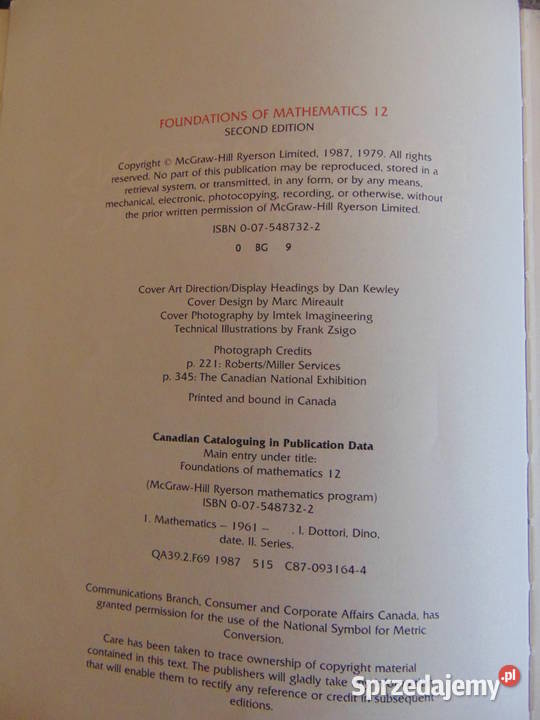 FOUNDATIONS OF MATHEMATICS 12
SECOND EDITION
Copyright © McGraw-Hill Ryerson Limited, 1987, 1979. All rights
reserved. No part of this publication may be reproduced, stored in a
retrieval system, or transmitted, in any form, or by any means,
mechanical, electronic, photocopying, recording, or otherwise, without
the prior written permission of McGraw-Hill Ryerson Limited.
ISBN 0-07-548732-2
0 BG 9
Cover Art Direction/Display Headings by Dan Kewley
Cover Design by Marc Mireault
Cover Photography by Imtek Imagineering
Technical Illustrations by Frank Zsigo
Photograph Credits
p. 221: Roberts/Miller Services
p. 345: The Canadian National Exhibition
Printed and bound in Canada
Canadian Cataloguing in Publication Data
Main entry under title:
Foundations of mathematics 12
(McGraw-Hill Ryerson mathematics program)
ISBN 0-07-548732-2
1. Mathematics – 1961 – . I. Dottori, Dino,
date. II. Series.
QA39.2.F69 1987 515 C87-093164-4
Communications Branch, Consumer and Corporate Affairs Canada, has
granted permission for the use of the National Symbol for Metric
Conversion.
Care has been taken to trace ownership of copyright material
contained in this text. The publishers will gladly take
that will enable them to rectify any reference or credit in subsequent
editions.
Sprzedajemy.pl